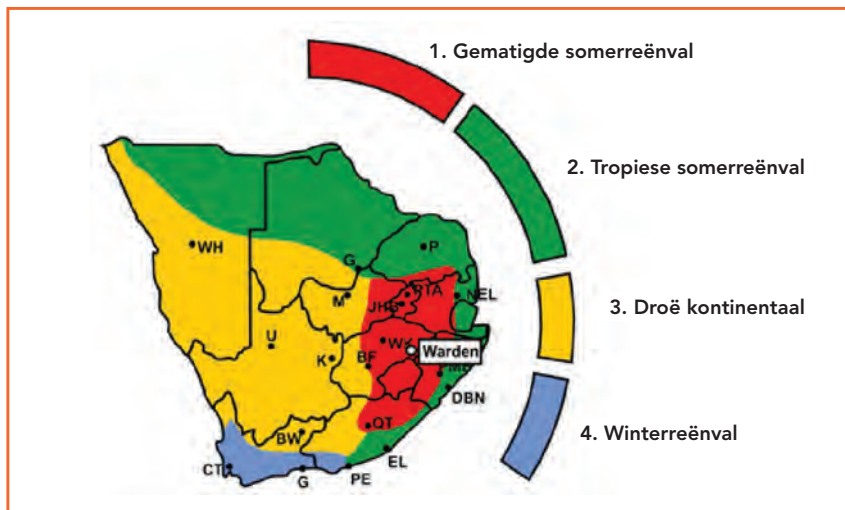 1. Gematigde somerreënval
2. Tropiese somerreënval
WH
P
G
PTA
NEL
M
JHB
3. Droë kontinentaal
U
WK
Warden
K
BF
PMB
DBN
4. Winterreënval
QT
BW
CT
EL
G
PE